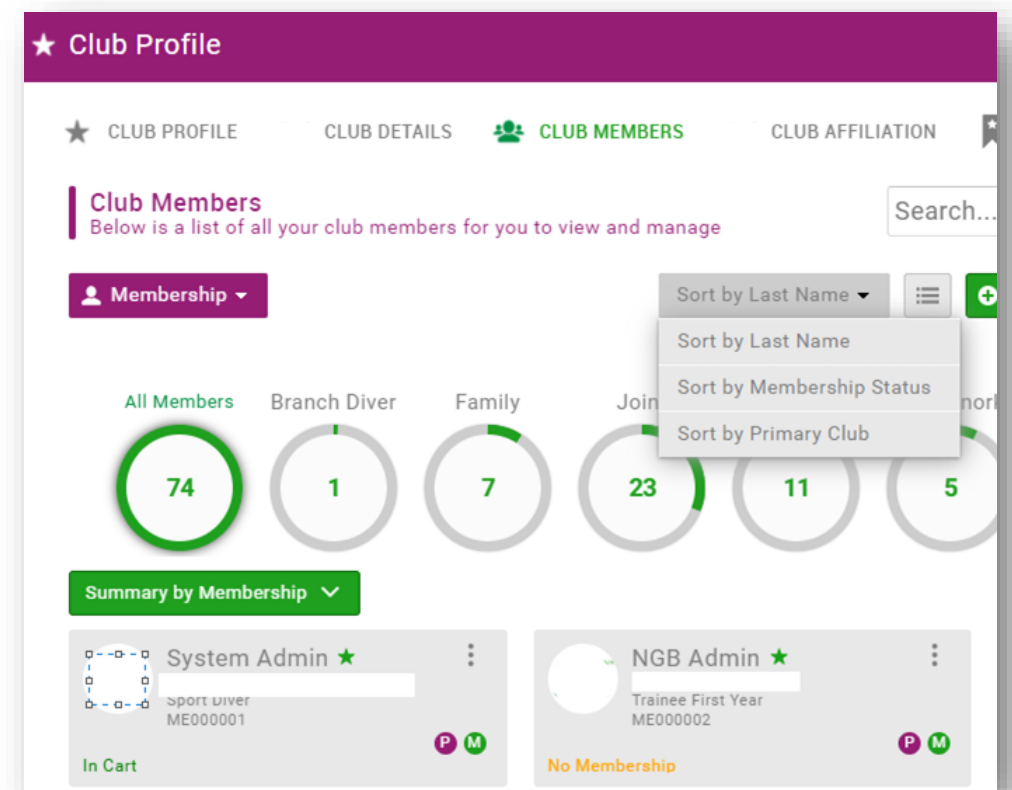 Club Profile
CLUB PROFILE
CLUB DETAILS
CLUB MEMBERS
CLUB AFFILIATION
Club Members
Below is a list of all your club members for you to view and manage
Search...
Membership
Sort by Last Name
Sort by Last Name
Sort by Membership Status
Sort by Primary Club
All Members
Branch Diver
Family
74
1
7
23
11
5
Summary by Membership
System Admin
Sport Diver
ME000001
P M
In Cart
NGB Admin
Trainee First Year
ME000002
P M
No Membership